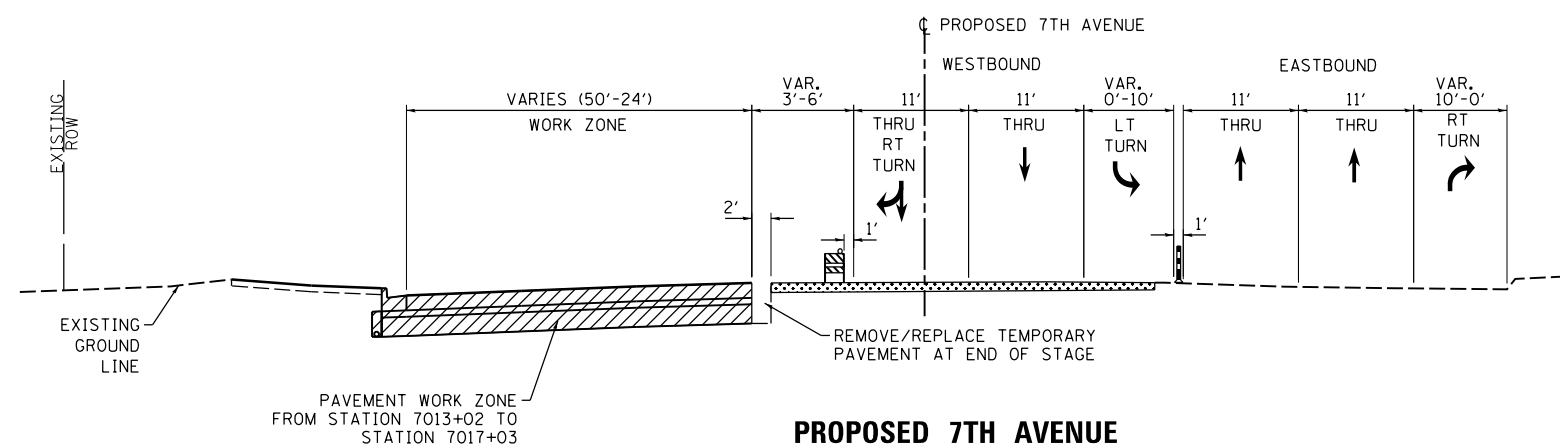 ℄ PROPOSED 7TH AVENUE
WESTBOUND
EASTBOUND
EXISTING
ROW
VARIES (50'-24')
WORK ZONE
VAR.
3'-6'
11'
THRU
RT
TURN
11'
THRU
VAR.
0'-10'
LT
TURN
11'
THRU
11'
THRU
VAR.
10'-0'
RT
TURN
2'
1'
1'
EXISTING
GROUND
LINE
REMOVE/REPLACE TEMPORARY
PAVEMENT AT END OF STAGE
PAVEMENT WORK ZONE
FROM STATION 7013+02 TO
STATION 7017+03
PROPOSED 7TH AVENUE